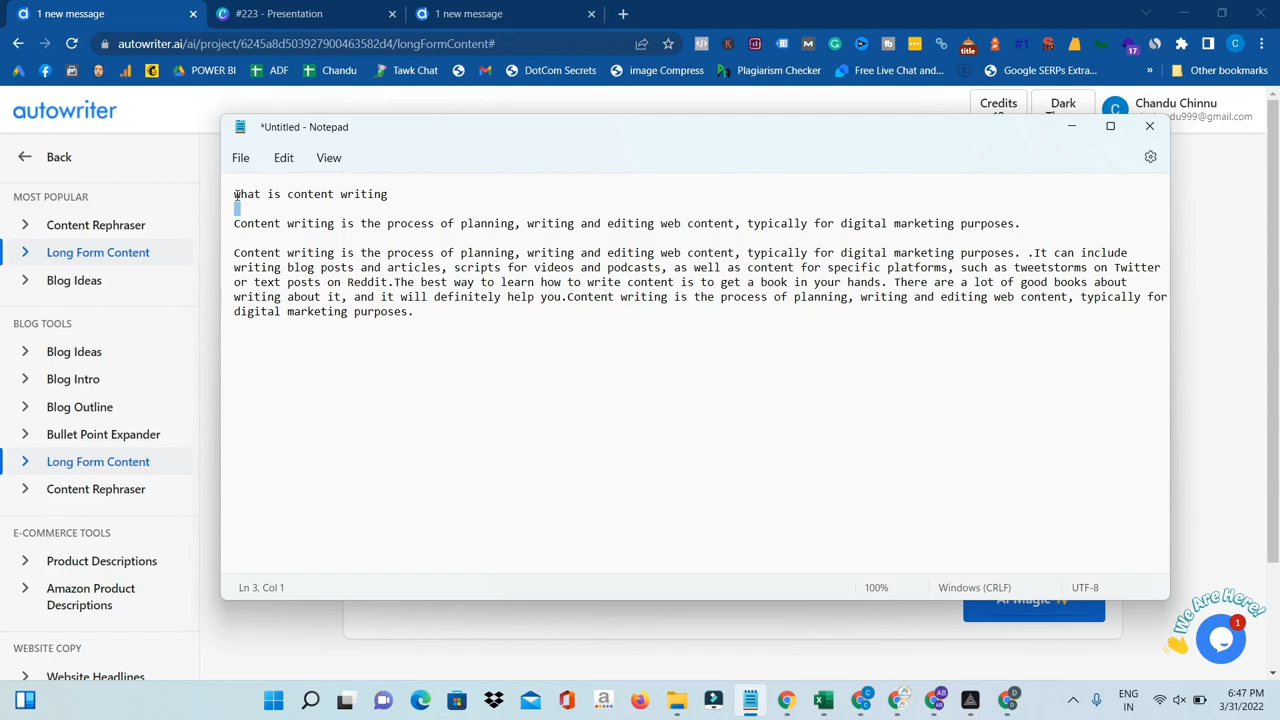 1 new message
#223 - Presentation
1 new message
autowriter.ai/ai/project/6245a8d503927900463582d4/longFormContent#
POWER BI
ADF
Chandu
Tawk Chat
DotCom Secrets
image Compress
Plagiarism Checker
Free Live Chat and...
Google SERPs Extra...
»
Other bookmarks
autowriter
Credits
Dark
Chandu Chinnu
Back
*Untitled - Notepad
File
Edit
View
MOST POPULAR
Content Rephraser
Long Form Content
Blog Ideas
BLOG TOOLS
Blog Ideas
Blog Intro
Blog Outline
Bullet Point Expander
Long Form Content
Content Rephraser
E-COMMERCE TOOLS
Product Descriptions
Amazon Product
Descriptions
WEBSITE COPY
Website Headlines
what is content writing
Content writing is the process of planning, writing and editing web content, typically for digital marketing purposes.
Content writing is the process of planning, writing and editing web content, typically for digital marketing purposes. .It can include
writing blog posts and articles, scripts for videos and podcasts, as well as content for specific platforms, such as tweetstorms on Twitter
or text posts on Reddit.The best way to learn how to write content is to get a book in your hands. There are a lot of good books about
writing about it, and it will definitely help you.Content writing is the process of planning, writing and editing web content, typically for
digital marketing purposes.
Ln 3, Col 1
100%
Windows (CRLF)
UTF-8
AI Magic
We Are Here!
1
ENG
IN
6:47 PM
3/31/2022